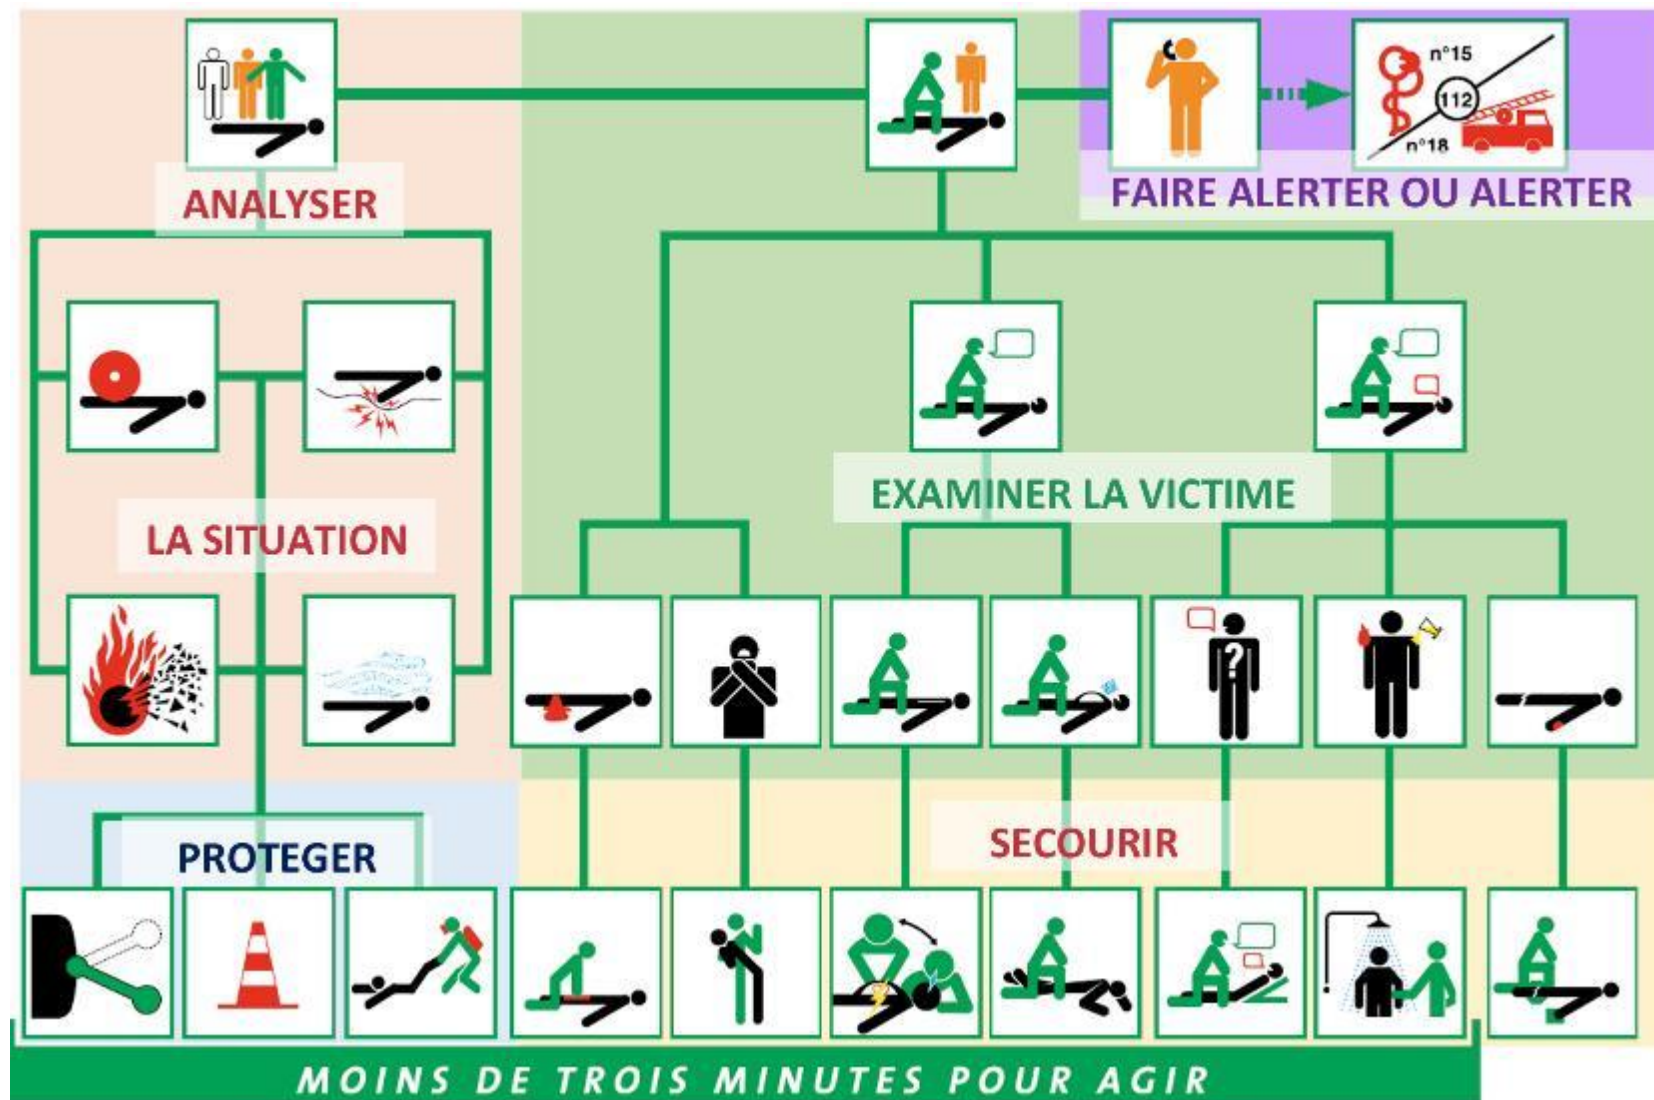 n°15
112
n°18
ANALYSER
FAIRE ALERTER OU ALERTER
EXAMINER LA VICTIME
LA SITUATION
?
PROTEGER
SECOURIR
MOINS DE TROIS MINUTES POUR AGIR